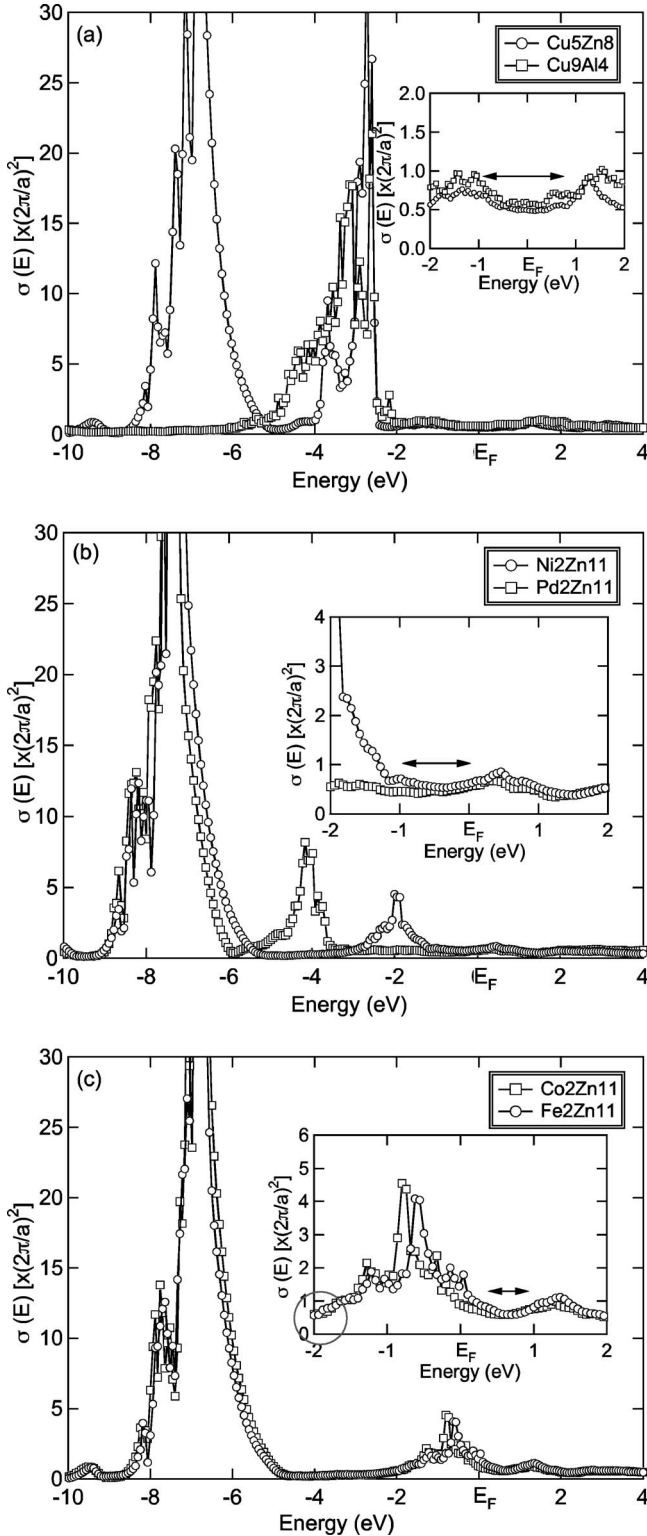 (a)
Cu5Zn8
Cu9Al4
σ (E) [x(2π/a)²]
30
25
20
15
10
5
0
-10 -8 -6 -4 -2 E_F 2 4
Energy (eV)
σ (E) [x(2π/a)²]
2.0
1.5
1.0
0.5
0.0
-2 -1 E_F 1 2
Energy (eV)
(b)
Ni2Zn11
Pd2Zn11
σ (E) [x(2π/a)²]
30
25
20
15
10
5
0
-10 -8 -6 -4 -2 E_F 2 4
Energy (eV)
σ (E) [x(2π/a)²]
4
3
2
1
0
-2 -1 E_F 1 2
Energy (eV)
(c)
Co2Zn11
Fe2Zn11
σ (E) [x(2π/a)²]
30
25
20
15
10
5
0
-10 -8 -6 -4 -2 E_F 2 4
Energy (eV)
σ (E) [x(2π/a)²]
6
5
4
3
2
1
0
-2 -1 E_F 1 2
Energy (eV)